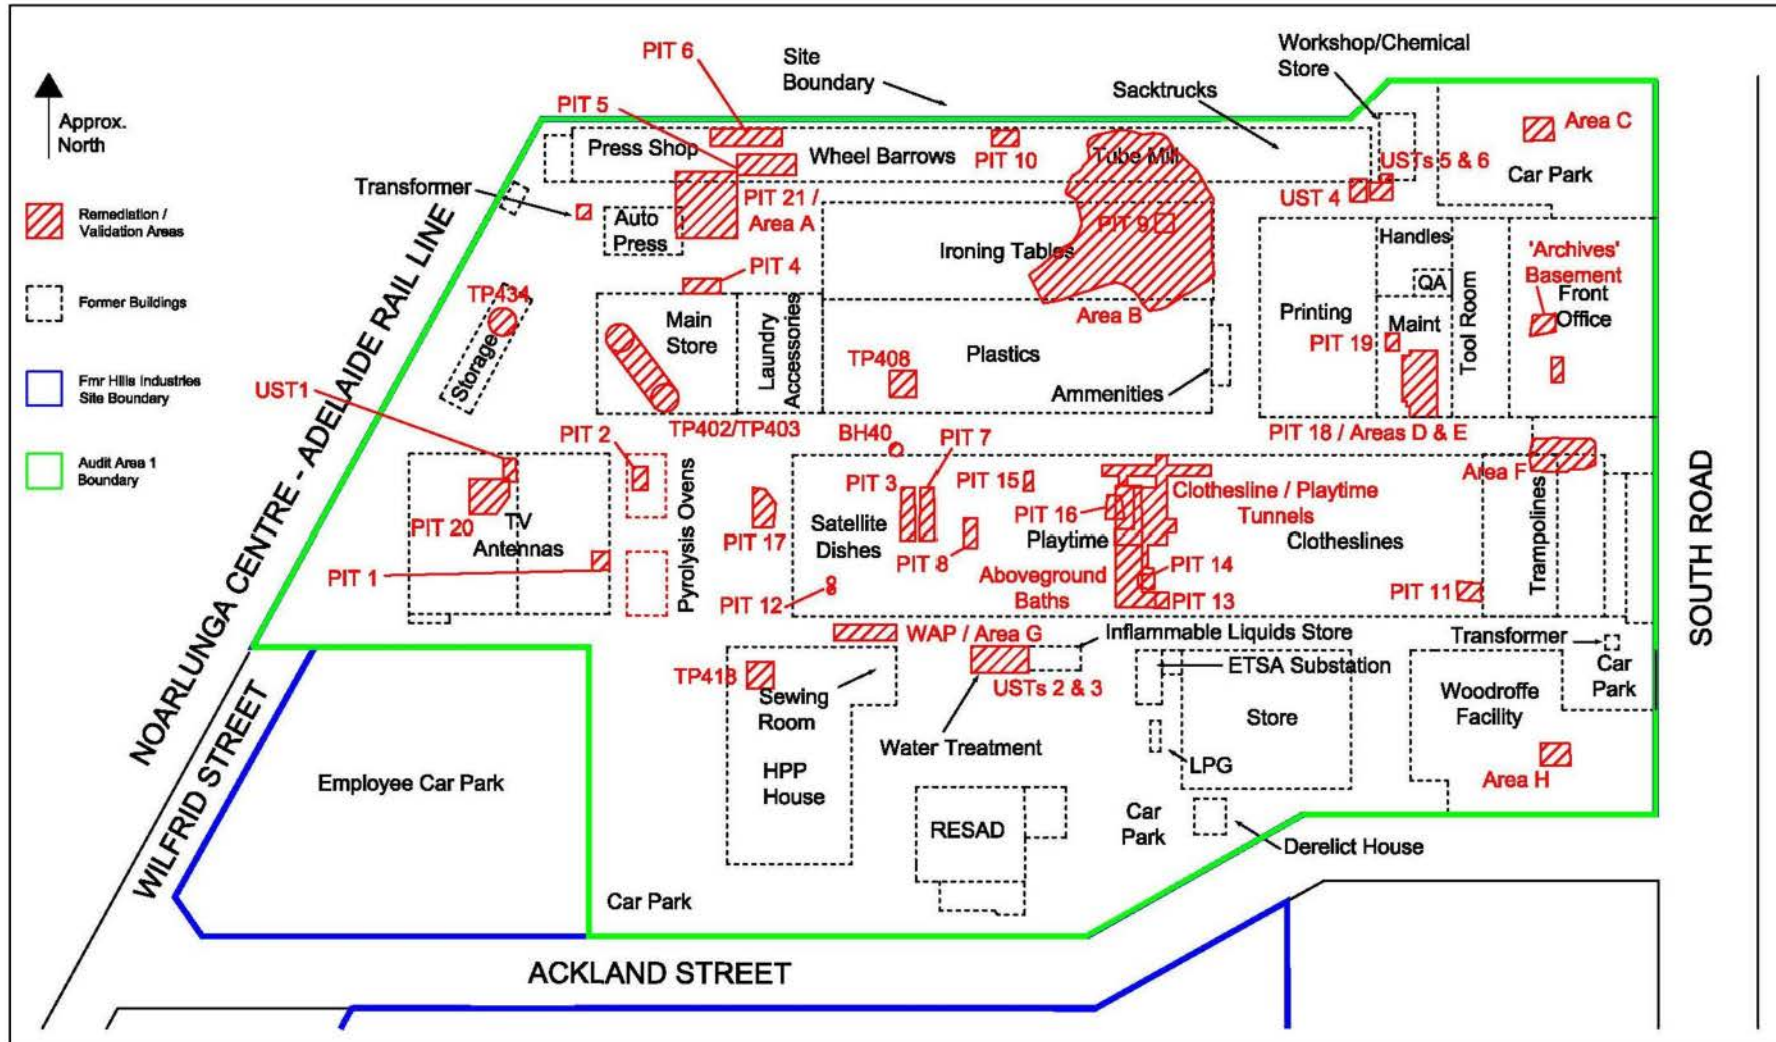 Approx.
North
Remediation /
Validation Areas
Former Buildings
Fmr Hills Industries
Site Boundary
Audit Area 1
Boundary
PIT 6
Site
Boundary
Workshop/Chemical
Store
Sacktrucks
PIT 5
Press Shop
Wheel Barrows
PIT 10
Tube Mill
USTs 5 & 6
Area C
Car Park
Transformer
UST 4
PIT 21 /
Area A
Auto
Press
PIT 9
Ironing Tables
Handles
'Archives'
Basement
Front
Office
PIT 4
QA
TP434
Storage
Main
Store
Laundry
Accessories
Area B
Printing
Maint
Tool Room
PIT 19
Plastics
TP408
Ammenities
UST1
TP402/TP403
BH40
PIT 7
PIT 18 / Areas D & E
PIT 2
Area F
PIT 3
PIT 15
Clothesline / Playtime
Tunnels
PIT 16
Playtime
Clotheslines
Trampolines
PIT 20
TV
Antennas
Pyrolysis Ovens
PIT 17
Satellite
Dishes
PIT 8
PIT 1
PIT 12
Aboveground
Baths
PIT 14
PIT 13
PIT 11
WAP / Area G
Inflammable Liquids Store
Transformer
ETSA Substation
Car
Park
TP418
Sewing
Room
USTs 2 & 3
Woodroffe
Facility
Store
Water Treatment
HPP
House
LPG
Area H
Employee Car Park
RESAD
Car
Park
Derelict House
Car Park
NOARLUNGA CENTRE - ADELAIDE RAIL LINE
WILFRID STREET
ACKLAND STREET
SOUTH ROAD